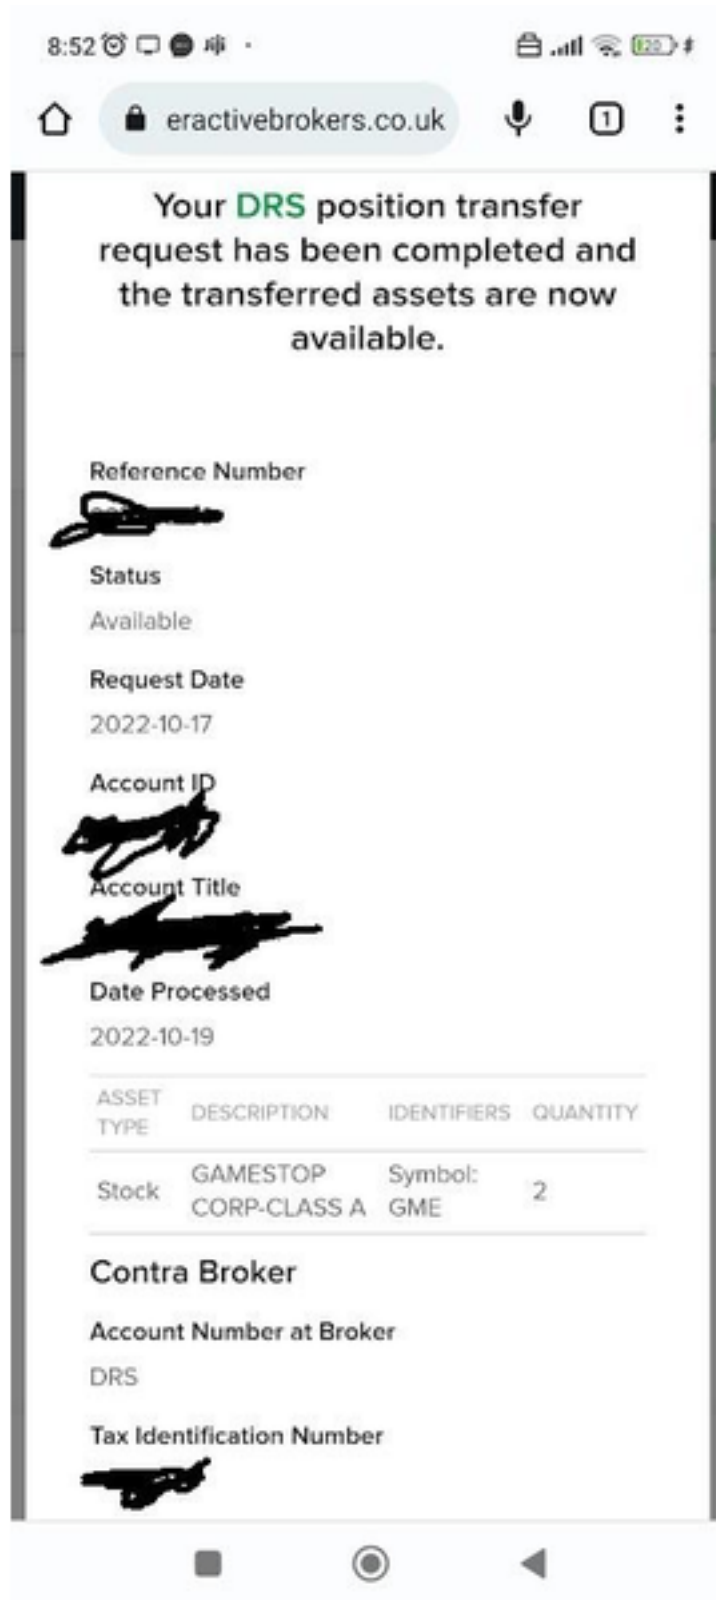 8:52
20
eractivebrokers.co.uk
1
Your DRS position transfer
request has been completed and
the transferred assets are now
available.
Reference Number
Status
Available
Request Date
2022-10-17
Account ID
Account Title
Date Processed
2022-10-19
ASSET TYPE DESCRIPTION IDENTIFIERS QUANTITY
Stock GAMESTOP CORP-CLASS A Symbol: GME 2
Contra Broker
Account Number at Broker
DRS
Tax Identification Number